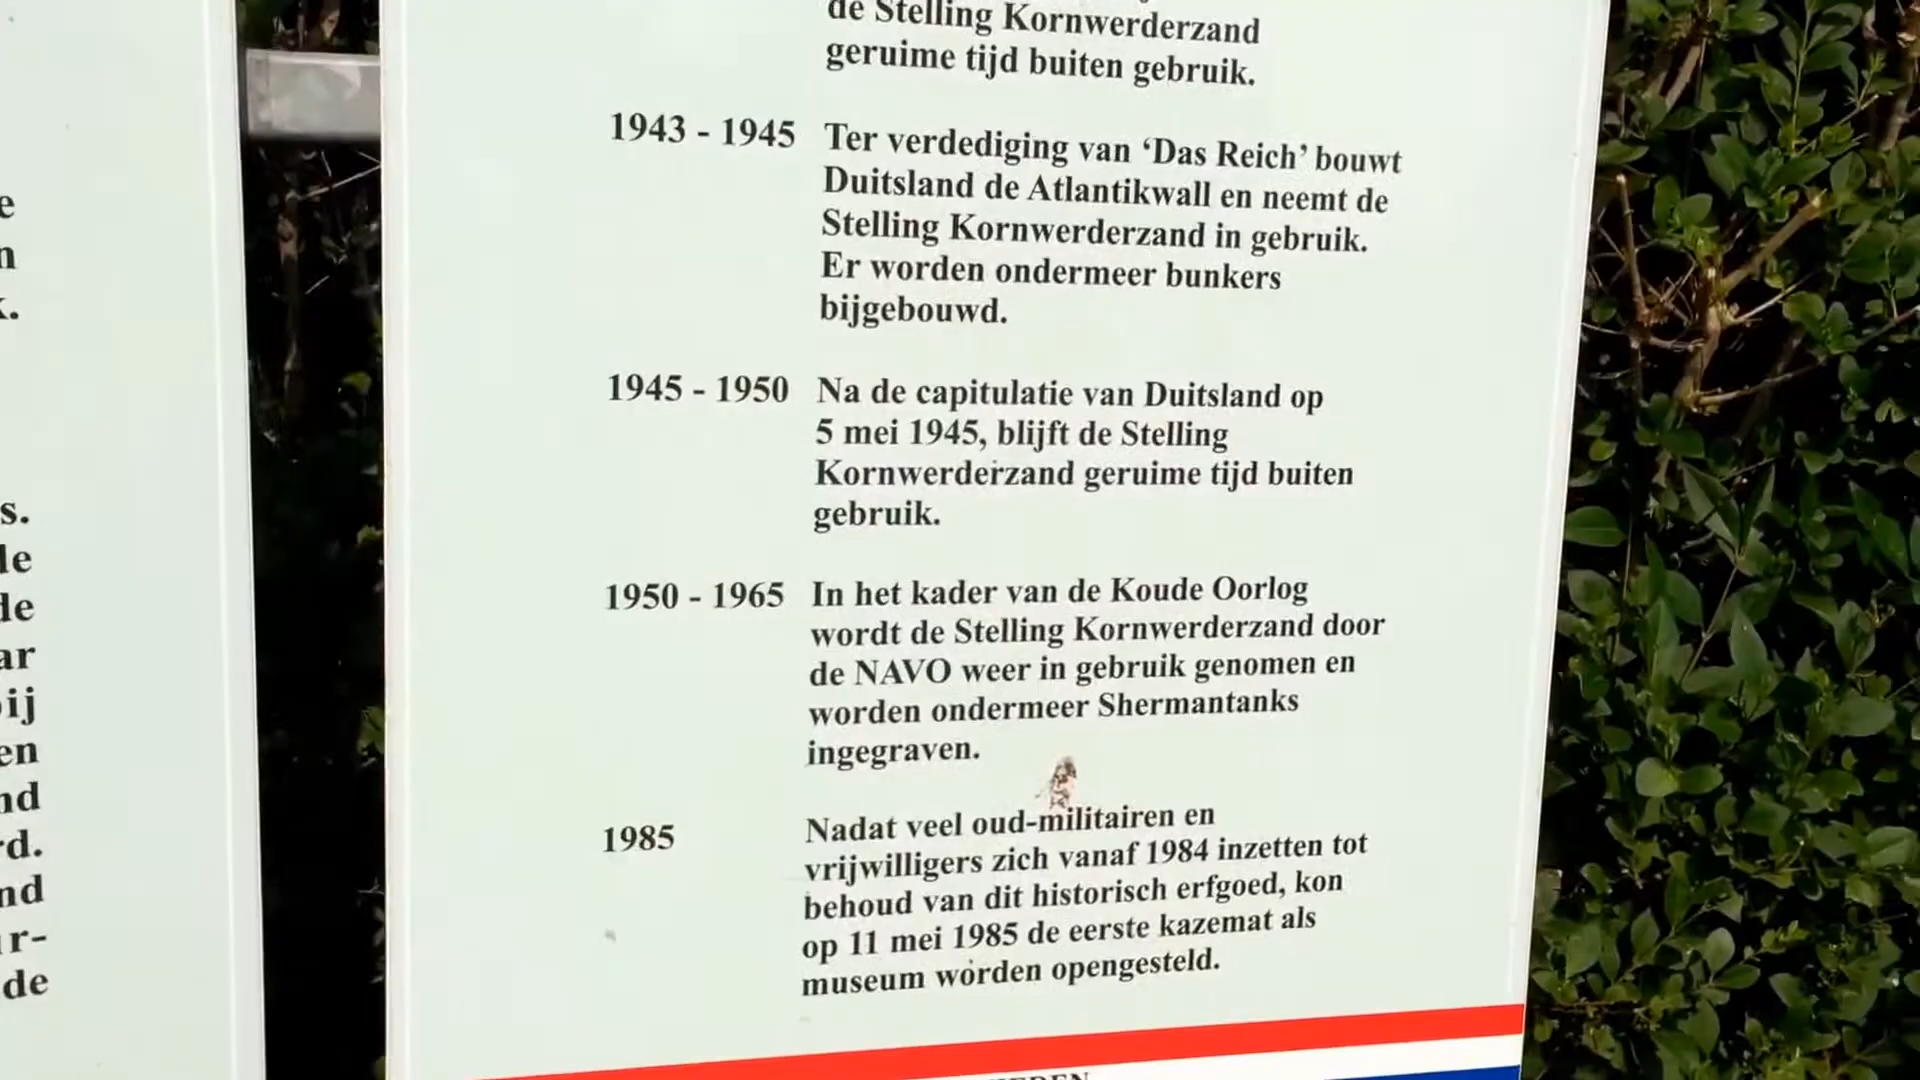 de Stelling Kornwerderzand
geruime tijd buiten gebruik.
1943 - 1945 Ter verdediging van ‘Das Reich’ bouwt
Duitsland de Atlantikwall en neemt de
Stelling Kornwerderzand in gebruik.
Er worden ondermeer bunkers
bijgebouwd.
1945 - 1950 Na de capitulatie van Duitsland op
5 mei 1945, blijft de Stelling
Kornwerderzand geruime tijd buiten
gebruik.
1950 - 1965 In het kader van de Koude Oorlog
wordt de Stelling Kornwerderzand door
de NAVO weer in gebruik genomen en
worden ondermeer Shermantanks
ingegraven.
1985 Nadat veel oud-militairen en
vrijwilligers zich vanaf 1984 inzetten tot
behoud van dit historisch erfgoed, kon
op 11 mei 1985 de eerste kazemat als
museum worden opengesteld.